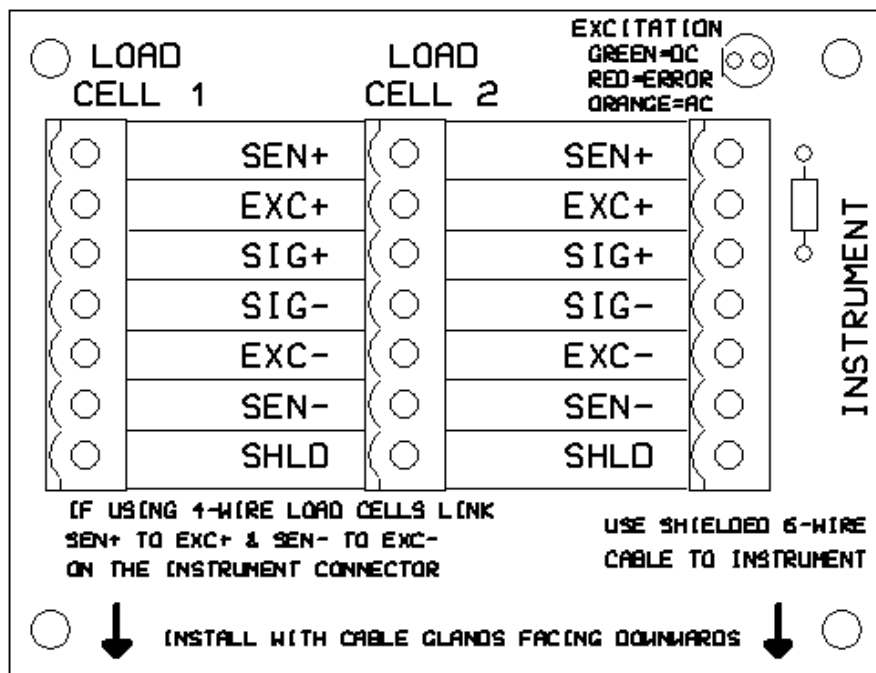 LOAD
CELL 1
LOAD
CELL 2
EXCITATION
GREEN=DC
RED=ERROR
ORANGE=AC
SEN+
EXC+
SIG+
SIG-
EXC-
SEN-
SHLD
SEN+
EXC+
SIG+
SIG-
EXC-
SEN-
SHLD
INSTRUMENT
IF USING 4-WIRE LOAD CELLS LINK
SEN+ TO EXC+ & SEN- TO EXC-
ON THE INSTRUMENT CONNECTOR
USE SHIELDED 6-WIRE
CABLE TO INSTRUMENT
INSTALL WITH CABLE GLANDS FACING DOWNWARDS